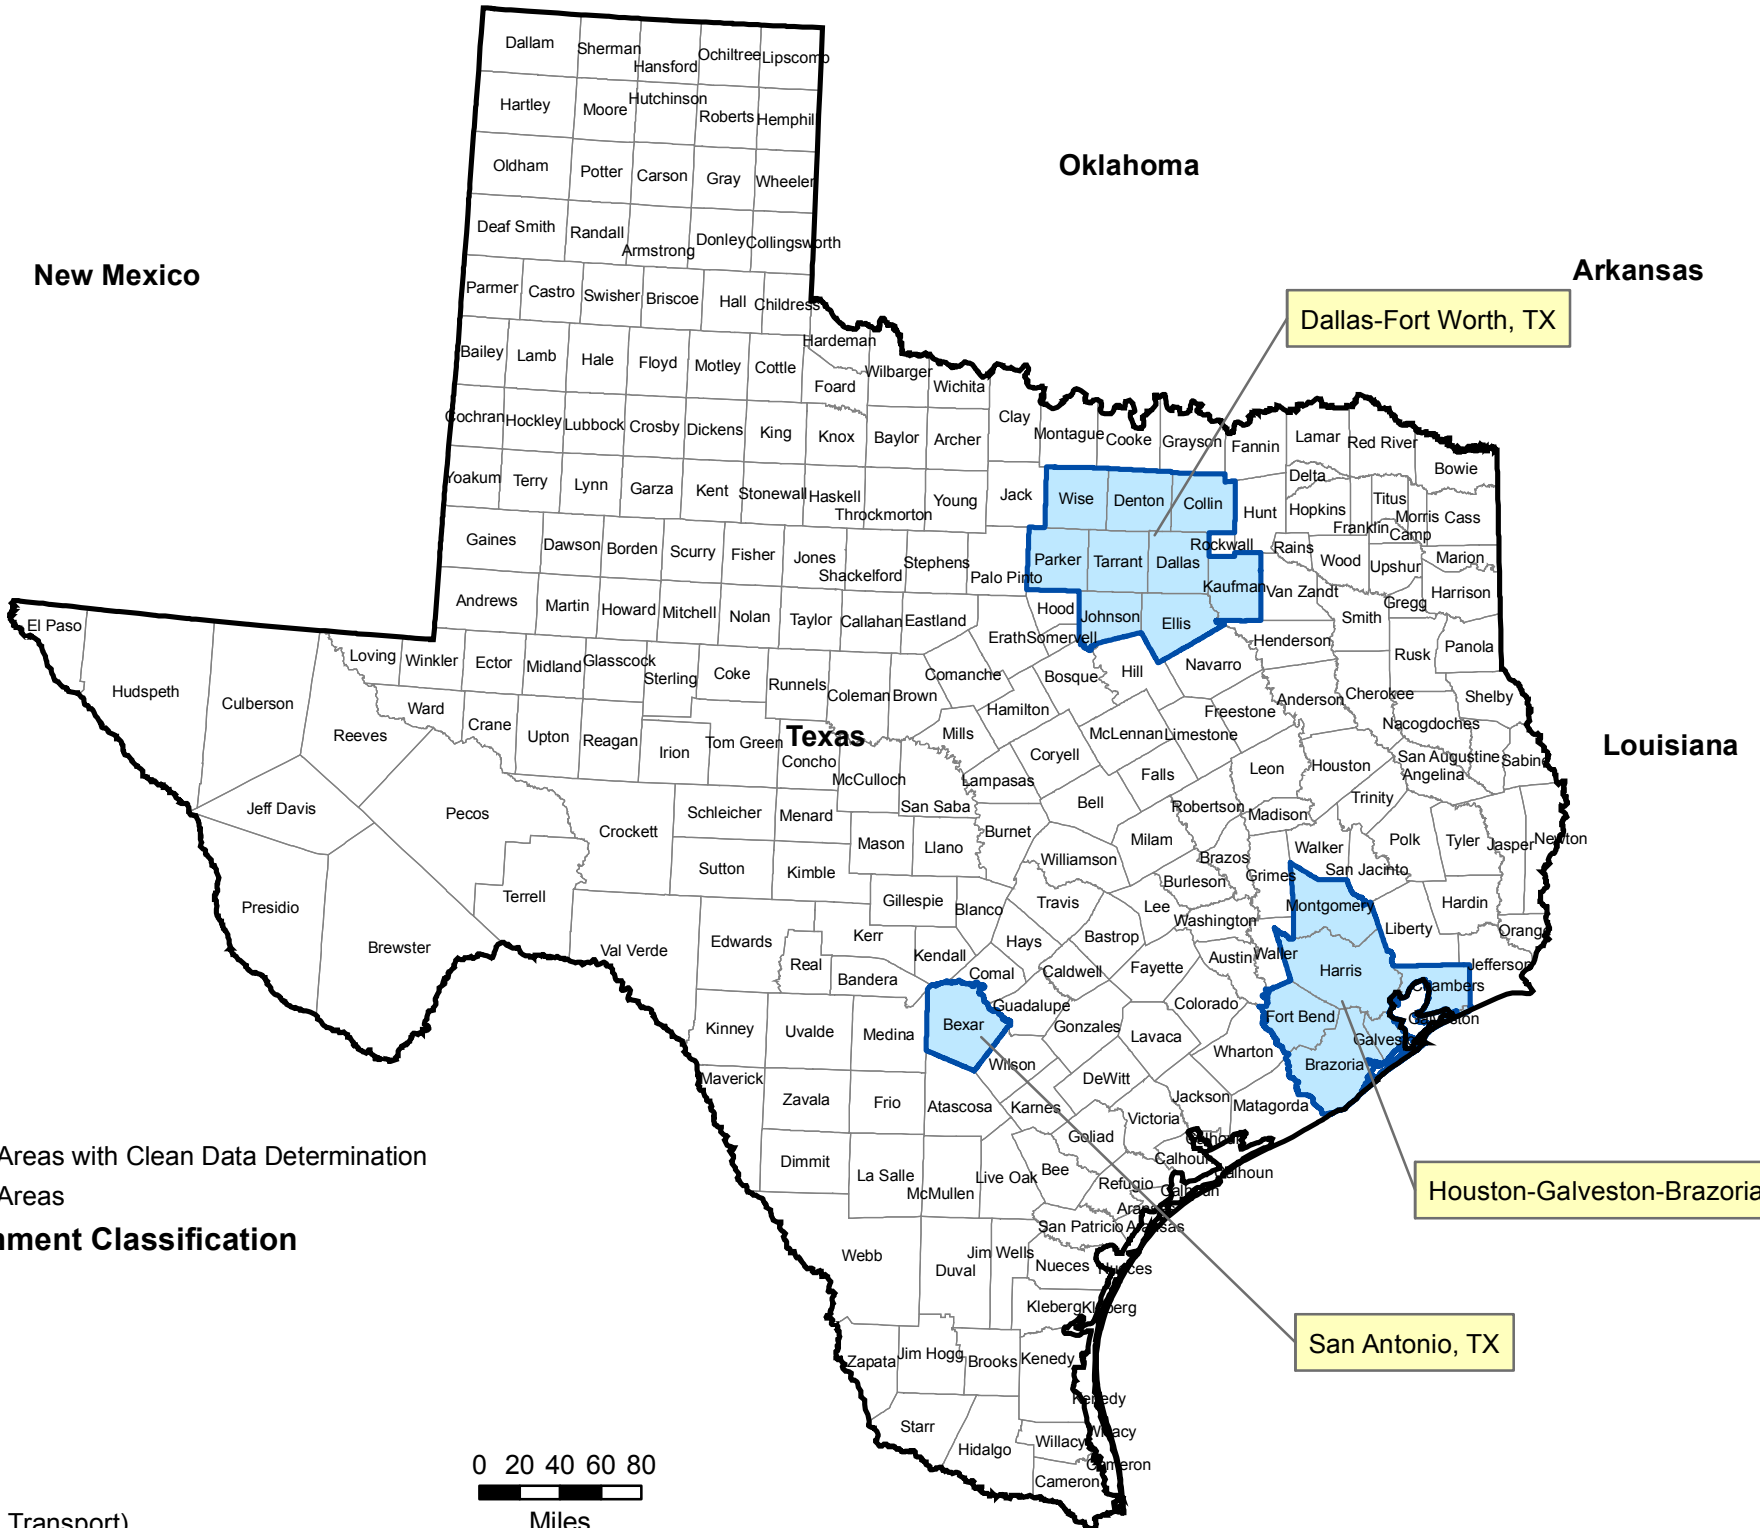 Dallam
Sherman
Hansford
Ochiltree
Lipscomb
Hartley
Moore
Hutchinson
Roberts
Hemphill
Oldham
Potter
Carson
Gray
Wheeler
Deaf Smith
Randall
Armstrong
Donley
Collingsworth
Oklahoma
New Mexico
Arkansas
Parmer
Castro
Swisher
Briscoe
Hall
Childress
Dallas-Fort Worth, TX
Bailey
Lamb
Hale
Floyd
Motley
Cottle
Hardeman
Foard
Wilbarger
Wichita
Cochran
Hockley
Lubbock
Crosby
Dickens
King
Knox
Baylor
Archer
Clay
Montague
Cooke
Grayson
Fannin
Lamar
Red River
Bowie
Yoakum
Terry
Lynn
Garza
Kent
Stonewall
Haskell
Throckmorton
Young
Jack
Wise
Denton
Collin
Hunt
Delta
Hopkins
Franklin
Titus
Morris
Camp
Cass
Gaines
Dawson
Borden
Scurry
Fisher
Jones
Shackelford
Stephens
Palo Pinto
Parker
Tarrant
Dallas
Rockwall
Kaufman
Rains
Wood
Upshur
Marion
Van Zandt
Harrison
Gregg
Smith
Andrews
Martin
Howard
Mitchell
Nolan
Taylor
Callahan
Eastland
Erath
Somervell
Hood
Johnson
Ellis
Henderson
Rusk
Panola
El Paso
Hudspeth
Culberson
Loving
Winkler
Ector
Midland
Glasscock
Sterling
Coke
Runnels
Coleman
Brown
Comanche
Hamilton
Bosque
Hill
Navarro
Anderson
Cherokee
Shelby
Nacogdoches
Freestone
Reeves
Ward
Crane
Upton
Reagan
Irion
Tom Green
Texas
Concho
McCulloch
Mills
San Saba
Lampasas
Coryell
McLennan
Limestone
Falls
Leon
Houston
San Augustine
Angelina
Sabine
Louisiana
Jeff Davis
Pecos
Crockett
Schleicher
Menard
Mason
Llano
Burnet
Bell
Milam
Robertson
Madison
Trinity
Polk
Tyler
Jasper
Newton
Walker
San Jacinto
Sutton
Kimble
Williamson
Brazos
Burleson
Grimes
Terrell
Presidio
Brewster
Val Verde
Edwards
Gillespie
Blanco
Travis
Lee
Washington
Montgomery
Liberty
Hardin
Orange
Kerr
Real
Bandera
Kendall
Hays
Comal
Caldwell
Bastrop
Fayette
Austin
Waller
Harris
Jefferson
Chambers
Galveston
Kinney
Uvalde
Medina
Bexar
Guadalupe
Gonzales
Lavaca
Colorado
Fort Bend
Wharton
Brazoria
Maverick
Zavala
Frio
Atascosa
Wilson
Karnes
DeWitt
Jackson
Victoria
Matagorda
Dimmit
La Salle
McMullen
Live Oak
Bee
Goliad
Refugio
Calhoun
Calhoun
Calhoun
Calhoun
Aransas
Aransas
San Patricio
Areas with Clean Data Determination
Areas
nment Classification
Houston-Galveston-Brazoria
Webb
Duval
Jim Wells
Nueces
Nueces
Kleberg
Kleberg
San Antonio, TX
Zapata
Jim Hogg
Brooks
Kenedy
Kenedy
Starr
Hidalgo
Willacy
Willacy
Cameron
Cameron
0 20 40 60 80
Miles
Transport)